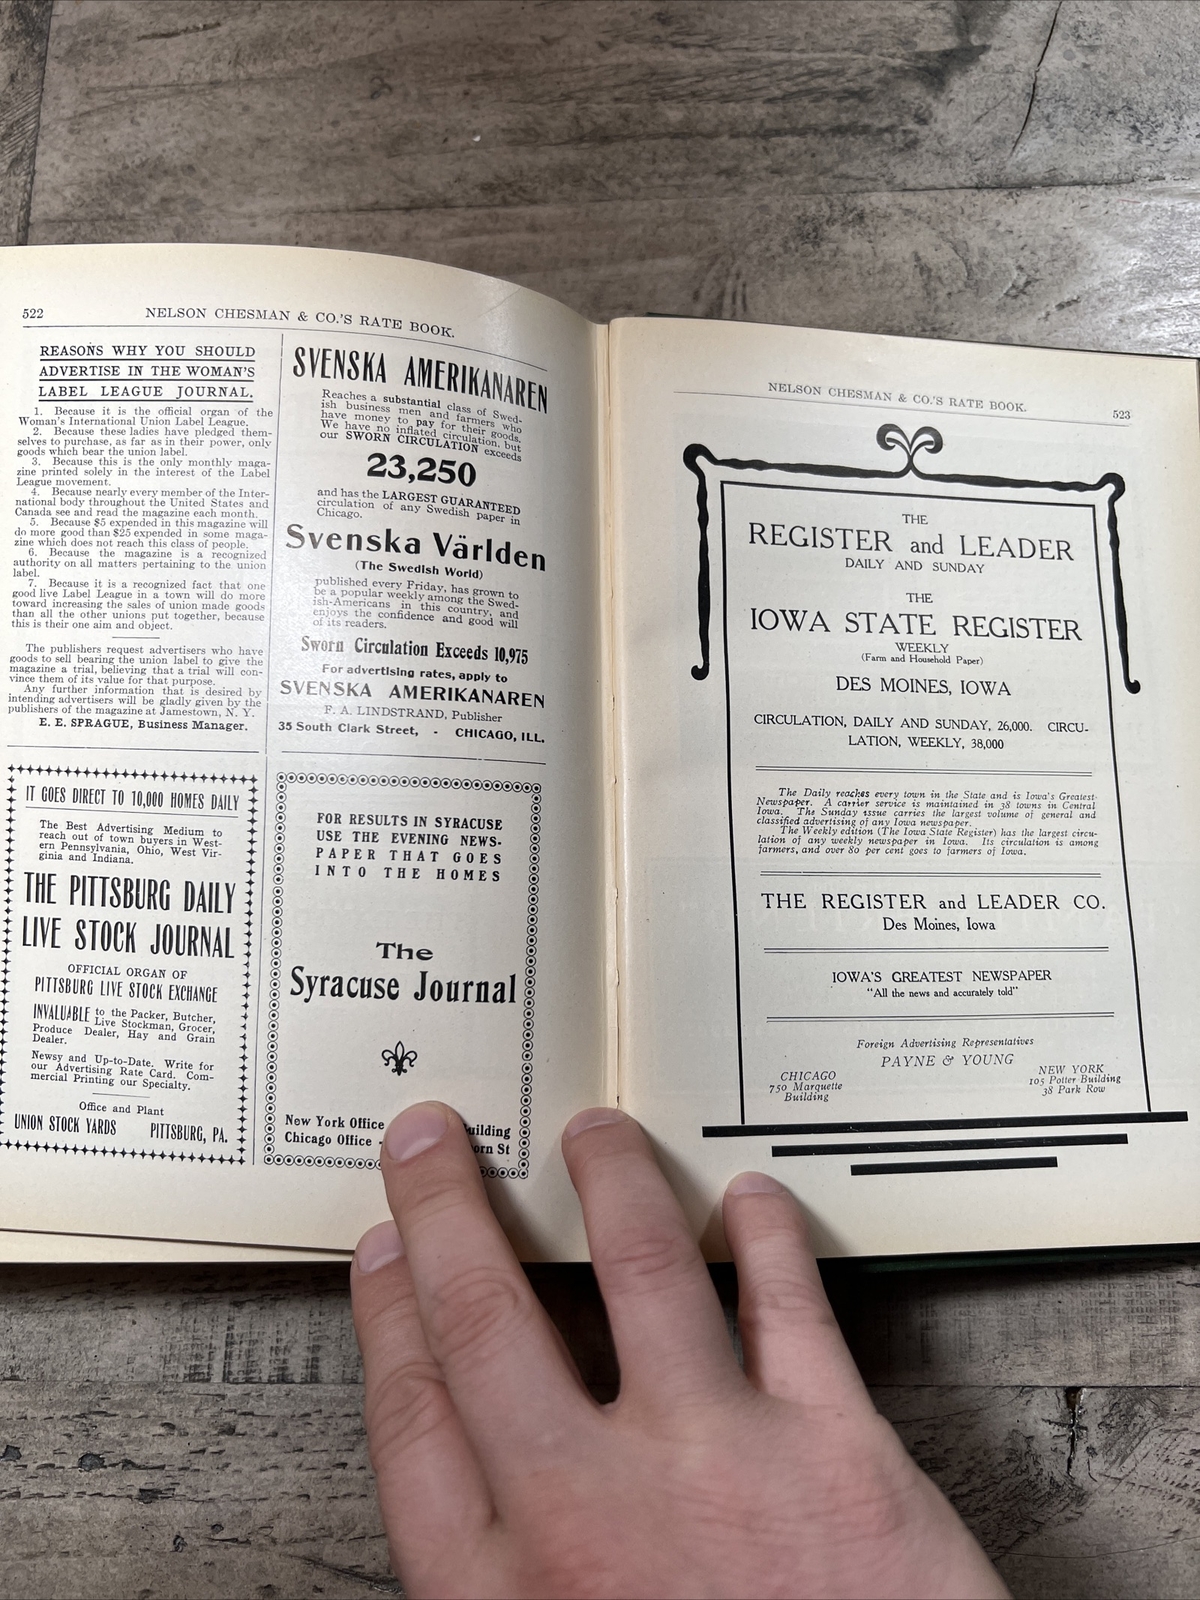 522
NELSON CHESMAN & CO.'S RATE BOOK.
REASONS WHY YOU SHOULD
ADVERTISE IN THE WOMAN'S
LABEL LEAGUE JOURNAL.
1. Because it is the official organ of the
Woman's International Union Label League.
2. Because these ladies have pledged them-
selves to purchase, as far as in their power, only
goods which bear the union label.
3. Because this is the only monthly maga-
zine printed solely in the interest of the Label
League movement.
4. Because nearly every member of the Inter-
national body throughout the United States and
Canada see and read the magazine each month.
5. Because $5 expended in this magazine will
do more good than $25 expended in some maga-
zine which does not reach this class of people.
6. Because the magazine is a recognized
authority on all matters pertaining to the union
label.
7. Because it is a recognized fact that one
good live Label League in a town will do more
toward increasing the sales of union made goods
than all the other unions put together, because
this is their one aim and object.
The publishers request advertisers who have
goods to sell bearing the union label to give the
magazine a trial, believing that a trial will con-
vince them of its value for that purpose.
Any further information that is desired by
intending advertisers will be gladly given by the
publishers of the magazine at Jamestown, N. Y.
E. E. SPRAGUE, Business Manager.
SVENSKA AMERIKANAREN
Reaches a substantial class of Swed-
ish business men and farmers who
have money to pay for their goods.
We have no inflated circulation, but
our SWORN CIRCULATION exceeds
23,250
and has the LARGEST GUARANTEED
circulation of any Swedish paper in
Chicago.
Svenska Världen
(The Swedish World)
published every Friday, has grown to
be a popular weekly among the Swed-
ish-Americans in this country, and
enjoys the confidence and good will
of its readers.
Sworn Circulation Exceeds 10,975
For advertising rates, apply to
SVENSKA AMERIKANAREN
F. A. LINDSTRAND, Publisher
35 South Clark Street, - CHICAGO, ILL.
IT GOES DIRECT TO 10,000 HOMES DAILY
The Best Advertising Medium to
reach out of town buyers in West-
ern Pennsylvania, Ohio, West Vir-
ginia and Indiana.
THE PITTSBURG DAILY
LIVE STOCK JOURNAL
OFFICIAL ORGAN OF
PITTSBURG LIVE STOCK EXCHANGE
INVALUABLE to the Packer, Butcher,
Live Stockman, Grocer,
Produce Dealer, Hay and Grain
Dealer.
Newsy and Up-to-Date. Write for
our Advertising Rate Card. Com-
mercial Printing our Specialty.
Office and Plant
UNION STOCK YARDS PITTSBURG, PA.
FOR RESULTS IN SYRACUSE
USE THE EVENING NEWS-
PAPER THAT GOES
INTO THE HOMES
The
Syracuse Journal
New York Office
Chicago Office - St
NELSON CHESMAN & CO.'S RATE BOOK.
523
THE
REGISTER and LEADER
DAILY AND SUNDAY
THE
IOWA STATE REGISTER
WEEKLY
(Farm and Household Paper)
DES MOINES, IOWA
CIRCULATION, DAILY AND SUNDAY, 26,000. CIRCU-
LATION, WEEKLY, 38,000
The Daily reaches every town in the State and is Iowa's Greatest
Newspaper. A carrier service is maintained in 38 towns in Central
Iowa. The Sunday issue carries the largest volume of general and
classified advertising of any Iowa newspaper.
The Weekly edition (The Iowa State Register) has the largest circu-
lation of any weekly newspaper in Iowa. Its circulation is among
farmers, and over 80 per cent goes to farmers of Iowa.
THE REGISTER and LEADER CO.
Des Moines, Iowa
IOWA'S GREATEST NEWSPAPER
"All the news and accurately told"
Foreign Advertising Representatives
PAYNE & YOUNG
CHICAGO
750 Marquette
Building
NEW YORK
105 Potter Building
38 Park Row